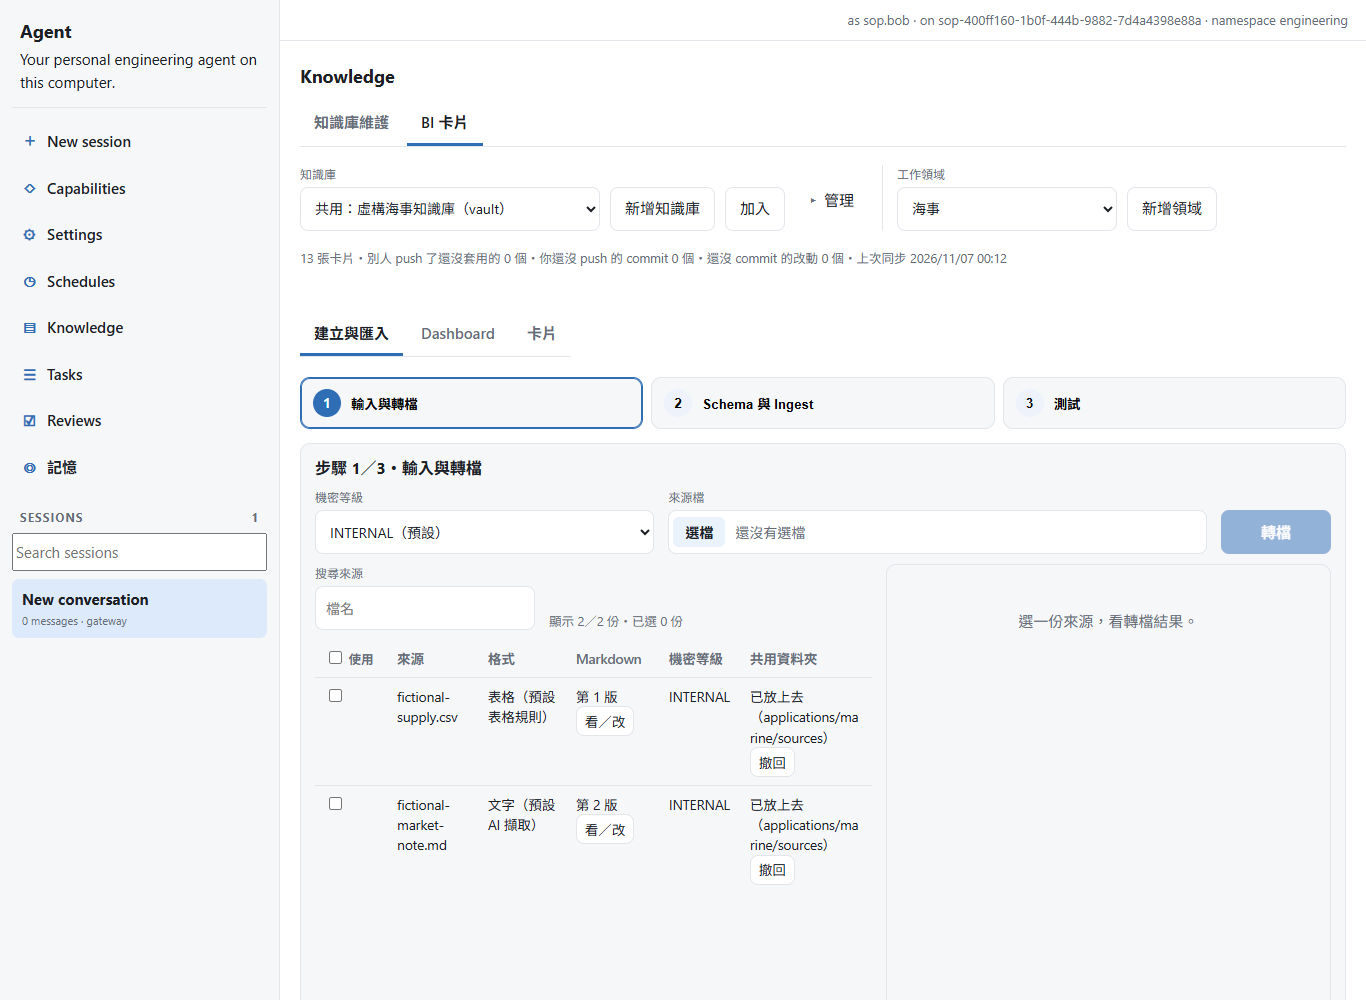 Agent
Your personal engineering agent on
this computer.
New session
Capabilities
Settings
Schedules
Knowledge
Tasks
Reviews
記憶
SESSIONS 1
Search sessions
New conversation
0 messages · gateway
as sop.bob · on sop-400ff160-1b0f-444b-9882-7d4a4398e88a · namespace engineering
Knowledge
知識庫維護 BI 卡片
知識庫 工作領域
共用：虛構海事知識庫（vault） 新增知識庫 加入 管理 海事 新增領域
13 張卡片・別人 push 了還沒套用的 0 個・你還沒 push 的 commit 0 個・還沒 commit 的改動 0 個・上次同步 2026/11/07 00:12
建立與匯入 Dashboard 卡片
1 輸入與轉檔 2 Schema 與 Ingest 3 測試
步驟 1／3・輸入與轉檔
機密等級 來源檔
INTERNAL（預設） 選檔 還沒有選檔 轉檔
搜尋來源
檔名 顯示 2／2 份・已選 0 份
選一份來源，看轉檔結果。
使用 來源 格式 Markdown 機密等級 共用資料夾
fictional- 表格（預設 第 1 版 INTERNAL 已放上去
supply.csv 表格規則） 看／改 （applications/ma
rine/sources）
撤回
fictional- 文字（預設 第 2 版 INTERNAL 已放上去
market- AI 擷取） 看／改 （applications/ma
note.md rine/sources）
撤回